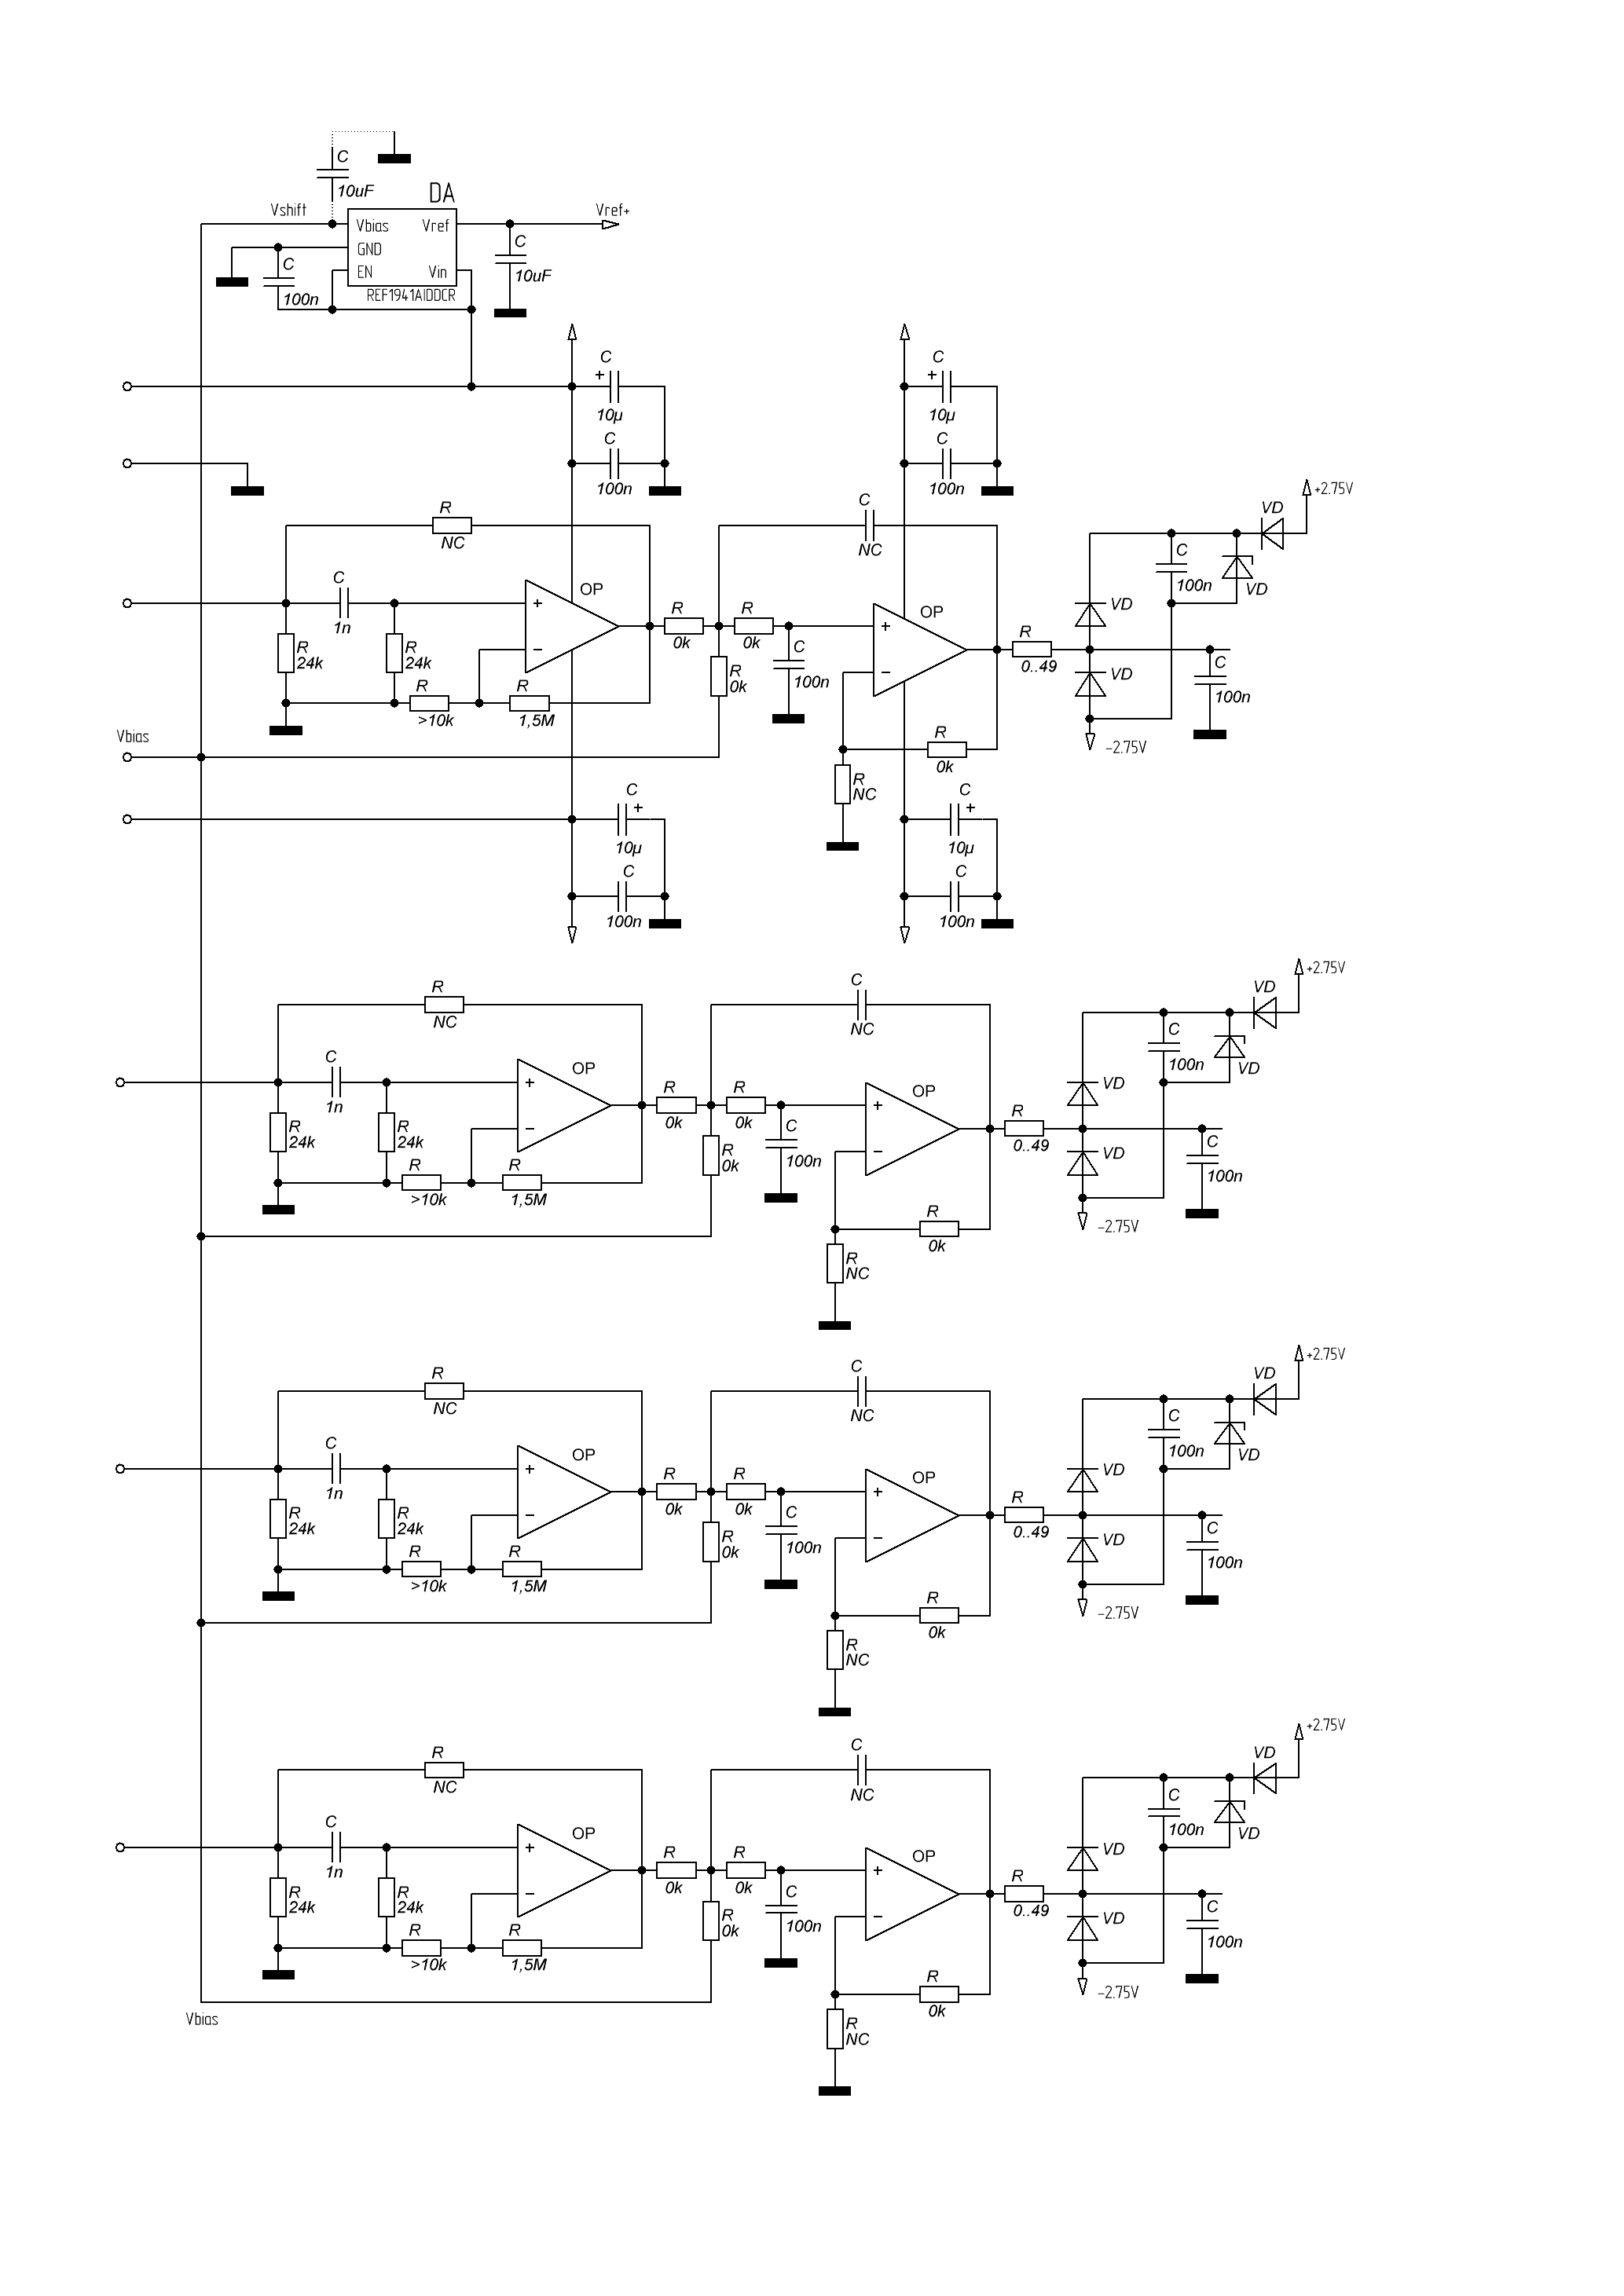 C
10uF
DA
Vshift
Vref+
Vbias Vref
GND
EN Vin
REF1941AIDDCR
C
100n
C
10uF
C
+
10µ
C
100n
C
+
10µ
C
100n
R
NC
C
NC
VD
+2.75V
C
100n
VD
C
1n
OP
+
−
R
24k
R
24k
R
>10k
R
1,5M
R
0k
R
0k
R
0k
C
100n
OP
+
−
R
0..49
VD
VD
C
100n
−2.75V
R
0k
R
NC
Vbias
C
+
10µ
C
100n
C
+
10µ
C
100n
R
NC
C
NC
VD
+2.75V
C
100n
VD
C
1n
OP
+
−
R
24k
R
24k
R
>10k
R
1,5M
R
0k
R
0k
R
0k
C
100n
OP
+
−
R
0..49
VD
VD
C
100n
−2.75V
R
0k
R
NC
R
NC
C
NC
VD
+2.75V
C
100n
VD
C
1n
OP
+
−
R
24k
R
24k
R
>10k
R
1,5M
R
0k
R
0k
R
0k
C
100n
OP
+
−
R
0..49
VD
VD
C
100n
−2.75V
R
0k
R
NC
R
NC
C
NC
VD
+2.75V
C
100n
VD
C
1n
OP
+
−
R
24k
R
24k
R
>10k
R
1,5M
R
0k
R
0k
R
0k
C
100n
OP
+
−
R
0..49
VD
VD
C
100n
−2.75V
R
0k
R
NC
Vbias